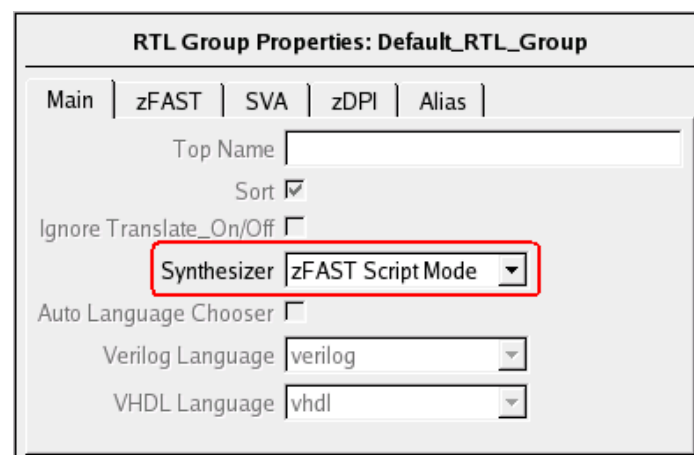 RTL Group Properties: Default_RTL_Group
Main zFAST SVA zDPI Alias
Top Name
Sort
Ignore Translate_On/Off
Synthesizer zFAST Script Mode
Auto Language Chooser
Verilog Language verilog
VHDL Language vhdl